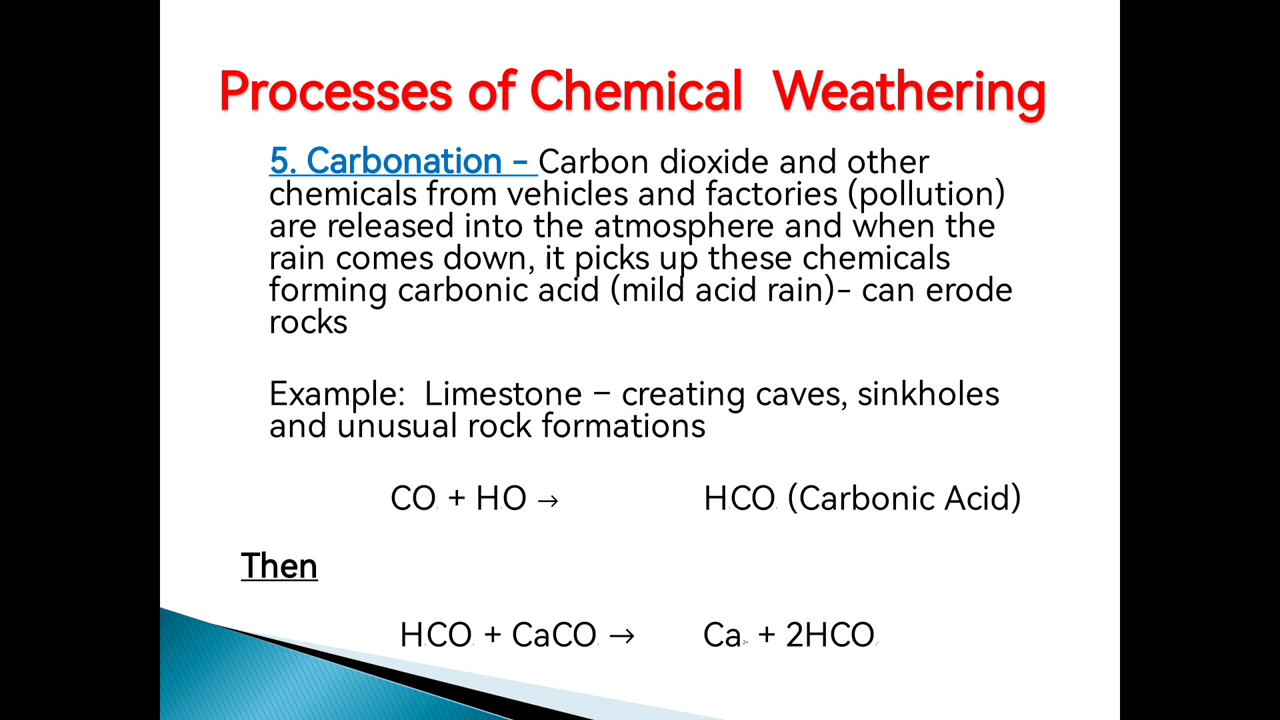 Processes of Chemical Weathering
5. Carbonation - Carbon dioxide and other
chemicals from vehicles and factories (pollution)
are released into the atmosphere and when the
rain comes down, it picks up these chemicals
forming carbonic acid (mild acid rain)- can erode
rocks
Example: Limestone – creating caves, sinkholes
and unusual rock formations
CO + HO → HCO (Carbonic Acid)
Then
HCO + CaCO → Ca + 2HCO